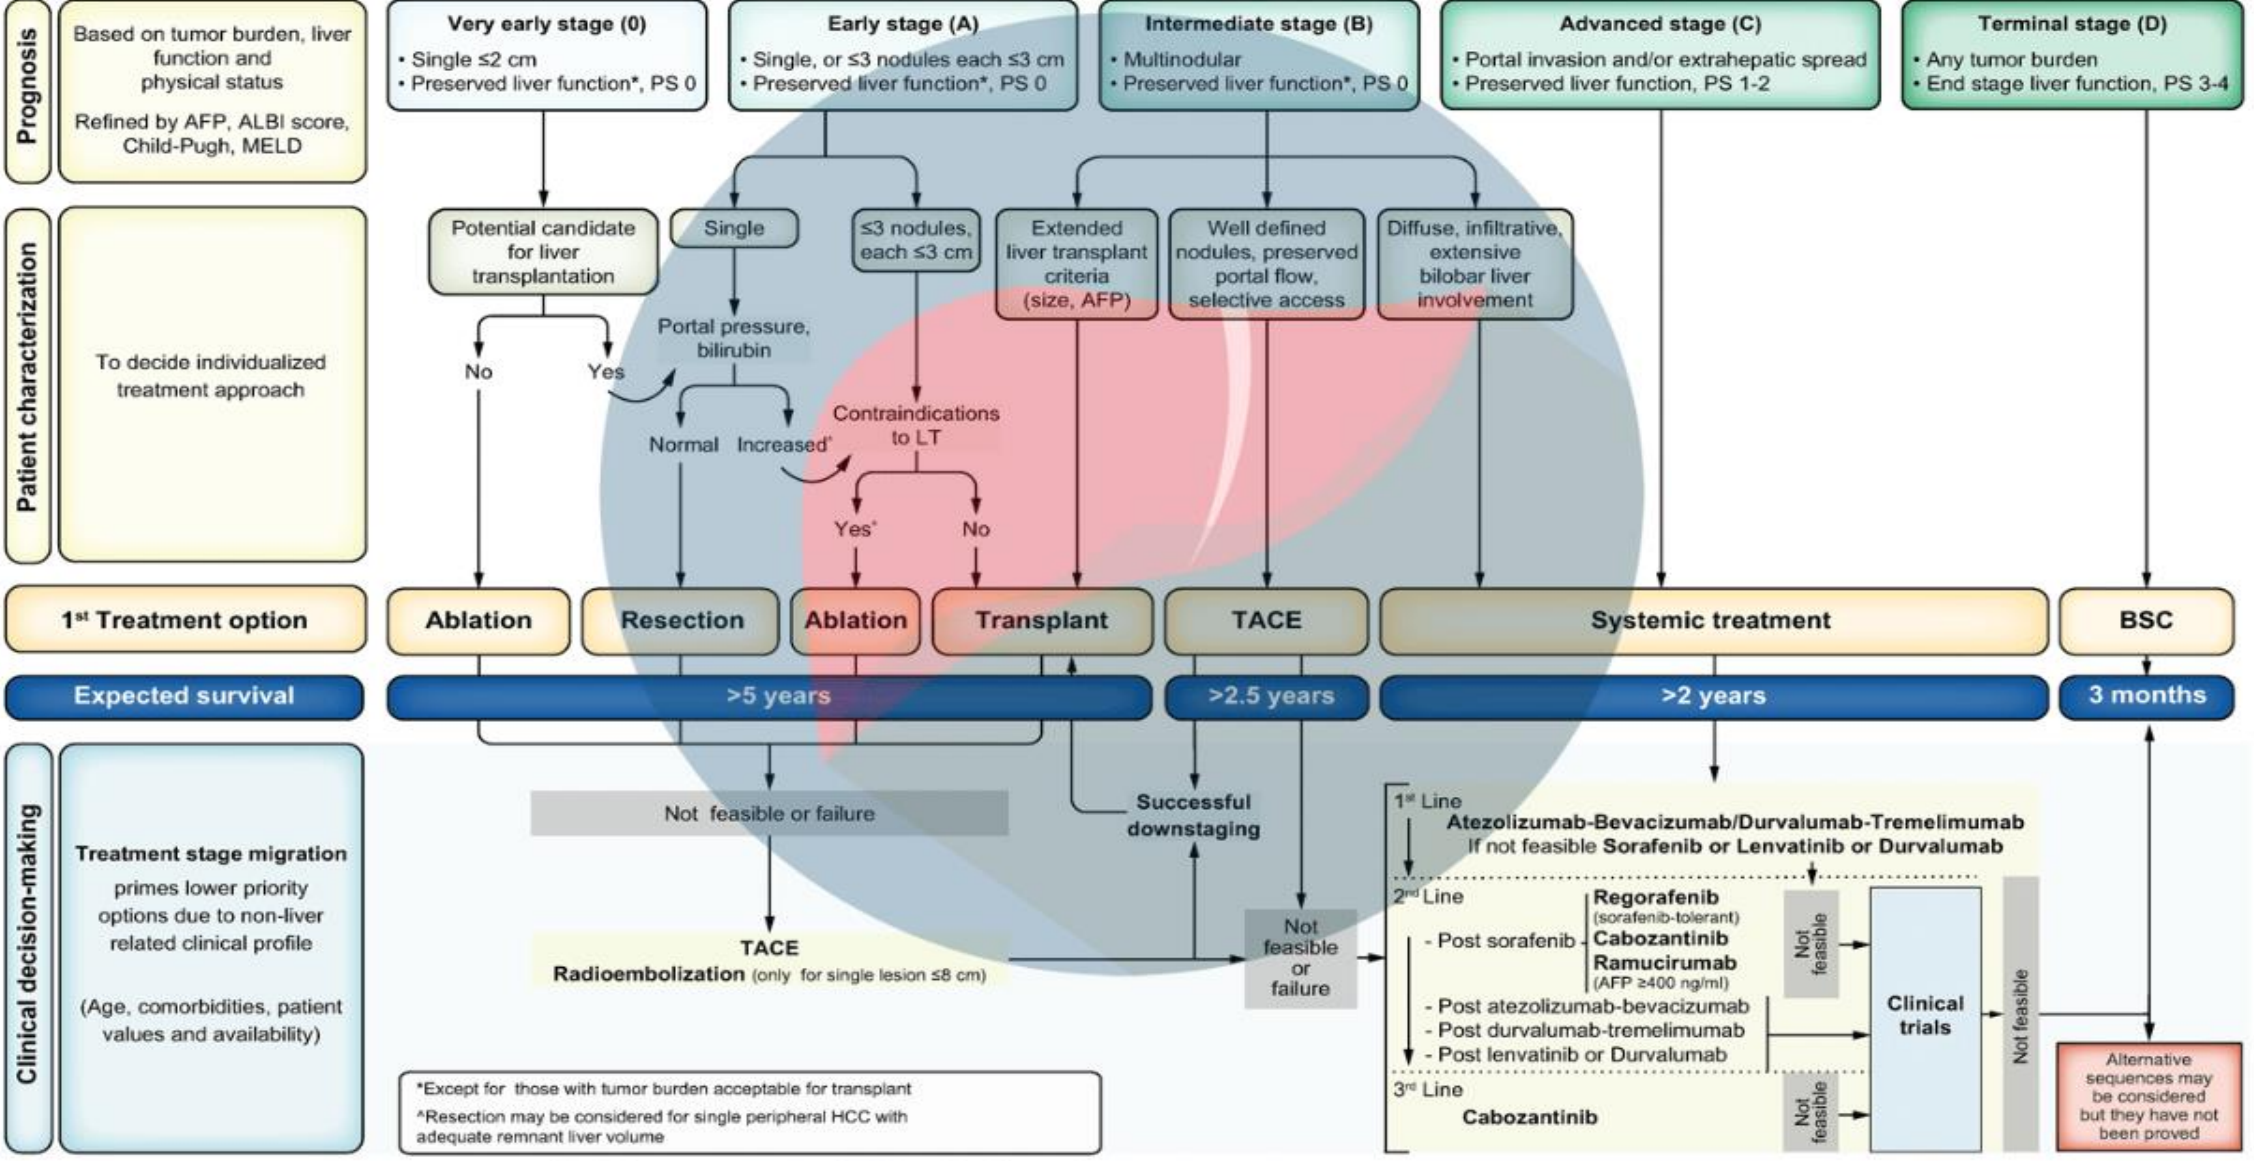 Prognosis
Based on tumor burden, liver
function and
physical status
Refined by AFP, ALBI score,
Child-Pugh, MELD
Very early stage (0)
• Single ≤2 cm
• Preserved liver function*, PS 0
Early stage (A)
• Single, or ≤3 nodules each ≤3 cm
• Preserved liver function*, PS 0
Intermediate stage (B)
• Multinodular
• Preserved liver function*, PS 0
Advanced stage (C)
• Portal invasion and/or extrahepatic spread
• Preserved liver function, PS 1-2
Terminal stage (D)
• Any tumor burden
• End stage liver function, PS 3-4
Patient characterization
To decide individualized
treatment approach
Potential candidate
for liver
transplantation
Single
≤3 nodules,
each ≤3 cm
Extended
liver transplant
criteria
(size, AFP)
Well defined
nodules, preserved
portal flow,
selective access
Diffuse, infiltrative,
extensive
bilobar liver
involvement
No
Yes
Portal pressure,
bilirubin
Normal
Increased^
Contraindications
to LT
Yes^
No
1st Treatment option
Ablation
Resection
Ablation
Transplant
TACE
Systemic treatment
BSC
Expected survival
>5 years
>2.5 years
>2 years
3 months
Clinical decision-making
Treatment stage migration
primes lower priority
options due to non-liver
related clinical profile
(Age, comorbidities, patient
values and availability)
Not feasible or failure
TACE
Radioembolization (only for single lesion ≤8 cm)
Successful
downstaging
Not
feasible
or
failure
1st Line
Atezolizumab-Bevacizumab/Durvalumab-Tremelimumab
If not feasible Sorafenib or Lenvatinib or Durvalumab
2nd Line
- Post sorafenib
Regorafenib
(sorafenib-tolerant)
Cabozantinib
Ramucirumab
(AFP ≥400 ng/ml)
- Post atezolizumab-bevacizumab
- Post durvalumab-tremelimumab
- Post lenvatinib or Durvalumab
3rd Line
Cabozantinib
Not
feasible
Not
feasible
Clinical
trials
Not feasible
Alternative
sequences may
be considered
but they have not
been proved
*Except for those with tumor burden acceptable for transplant
^Resection may be considered for single peripheral HCC with
adequate remnant liver volume